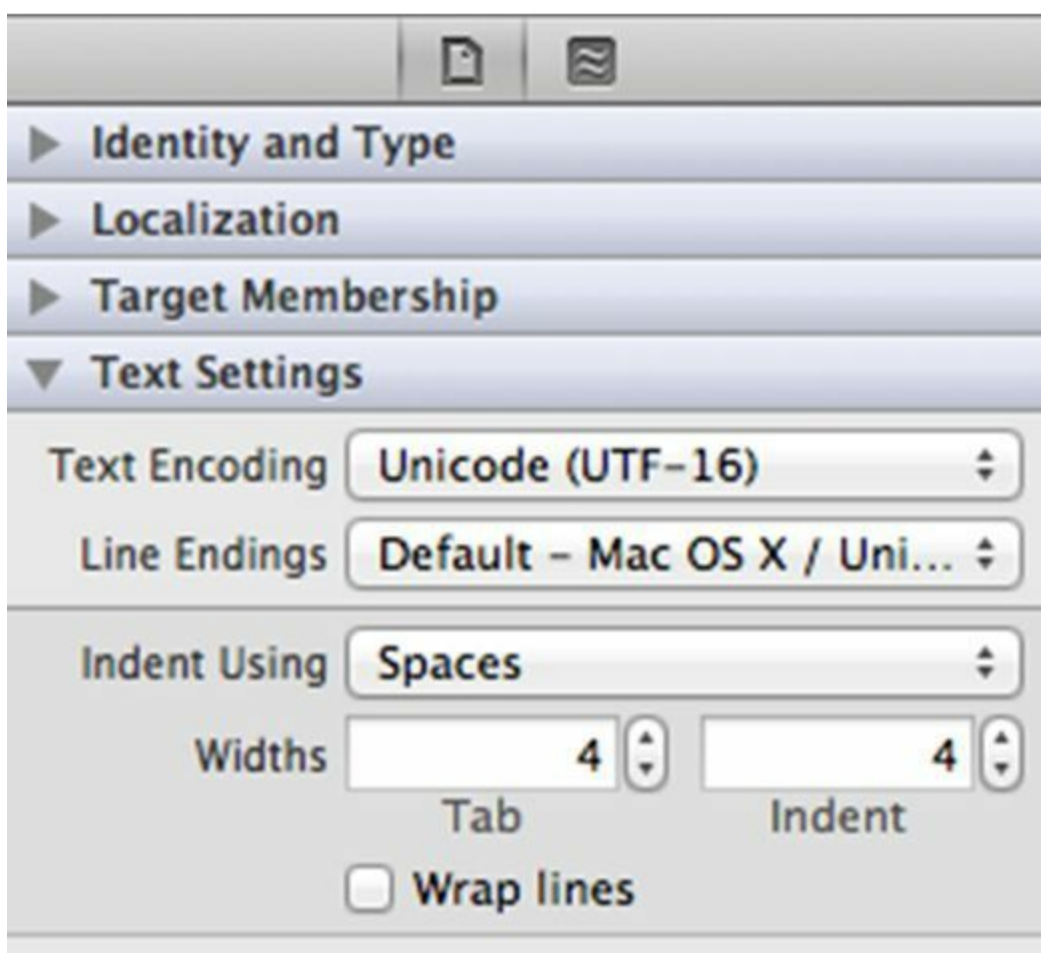 Identity and Type
Localization
Target Membership
Text Settings
Text Encoding Unicode (UTF-16)
Line Endings Default - Mac OS X / Uni...
Indent Using Spaces
Widths 4 4
Tab Indent
Wrap lines